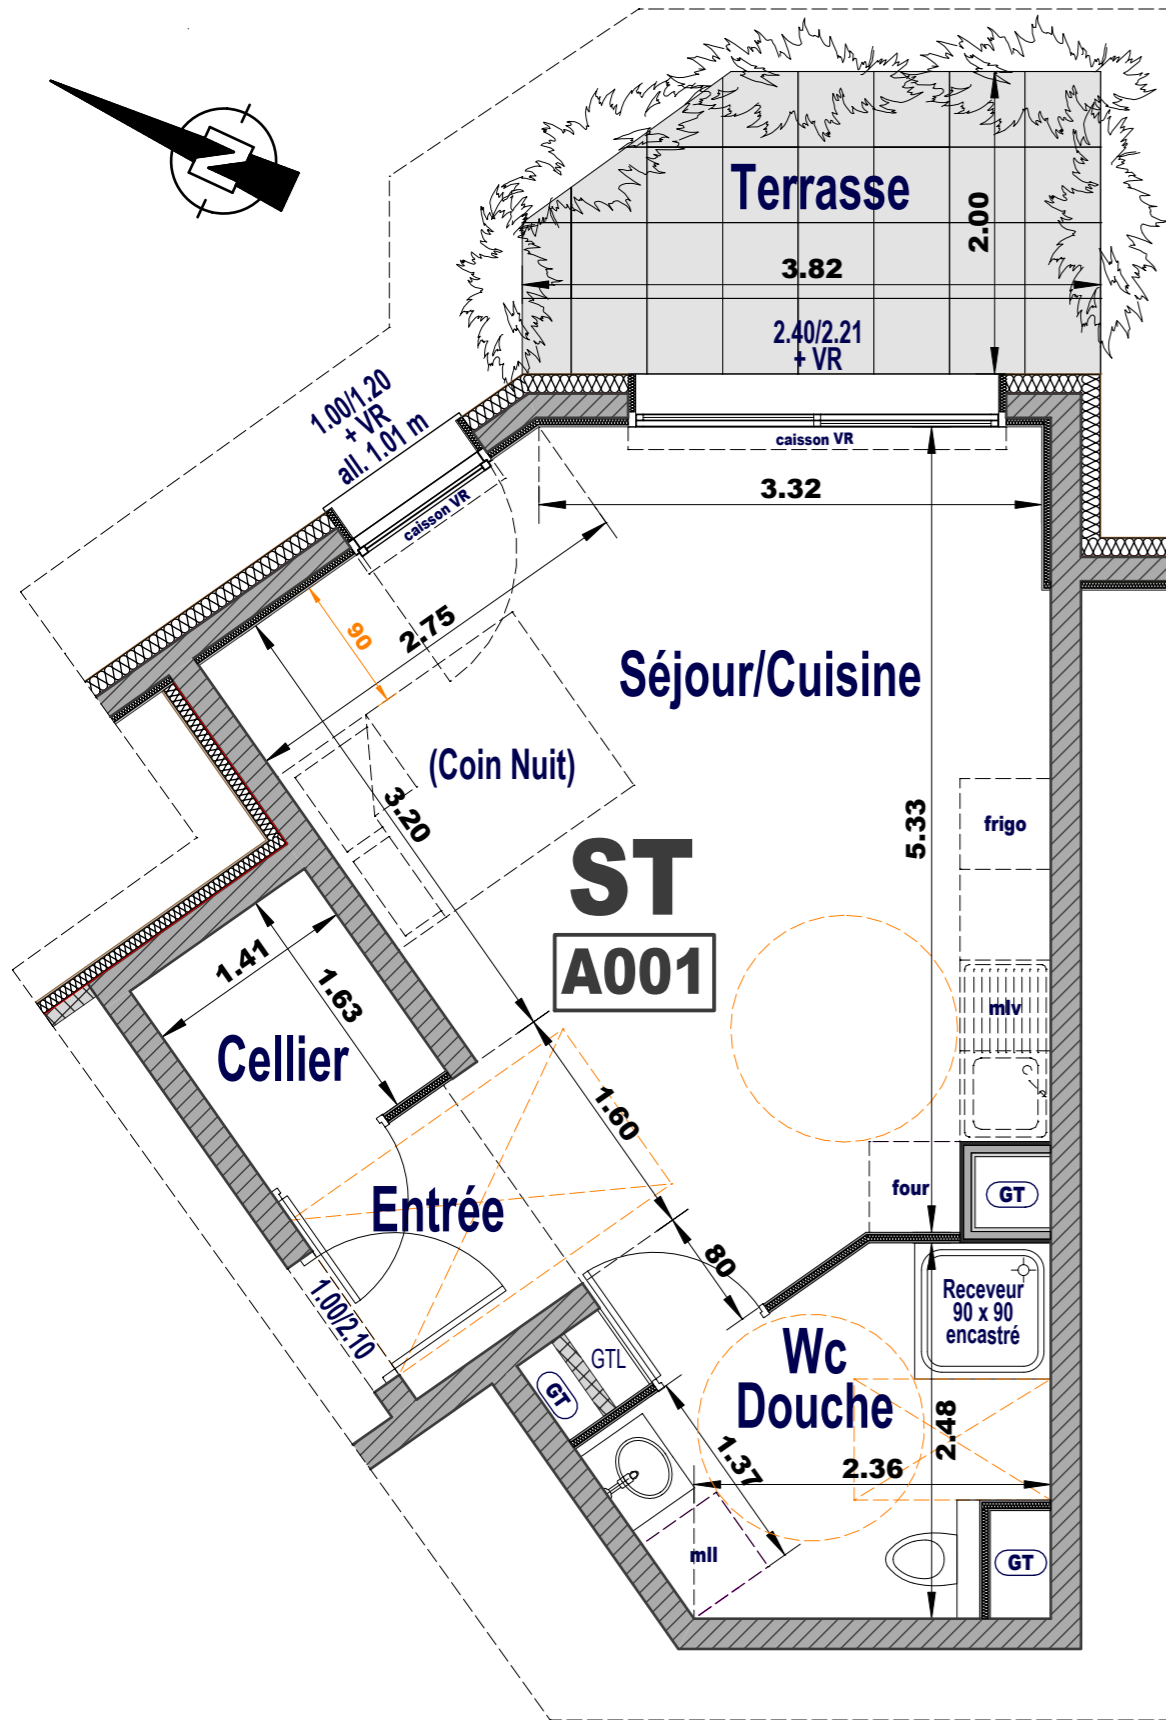 N
Terrasse
2.00
3.82
2.40/2.21
+ VR
1.00/1.20
+ VR
all. 1.01 m
caisson VR
caisson VR
3.32
90
2.75
Séjour/Cuisine
(Coin Nuit)
3.20
5.33
frigo
ST
A001
1.41
1.63
mlv
Cellier
1.60
Entrée
four
GT
80
1.00/2.10
Receveur
90 x 90
encastré
GTL
GT
Wc
Douche
1.37
2.48
2.36
mll
GT